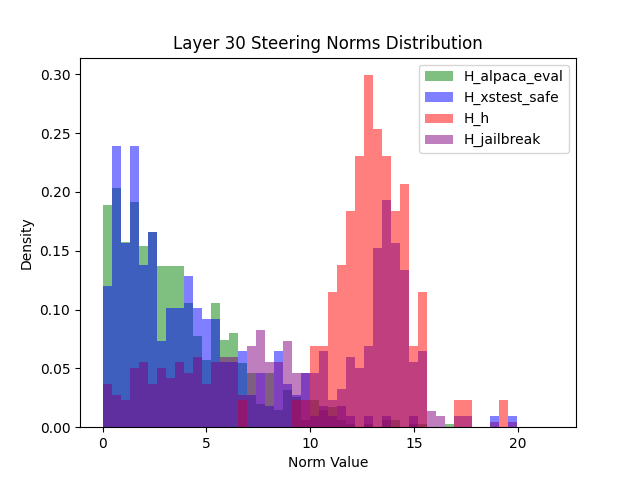 Layer 30 Steering Norms Distribution
H_alpaca_eval
H_xstest_safe
H_h
H_jailbreak
0.30
0.25
0.20
0.15
0.10
0.05
0.00
Density
0 5 10 15 20
Norm Value